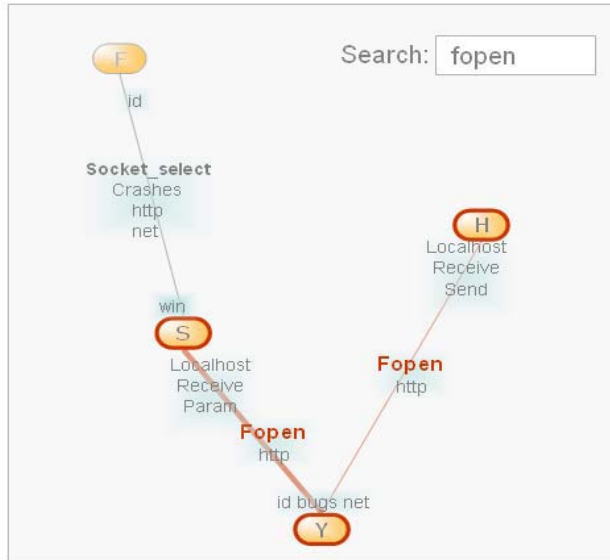 F
Search: fopen
id
Socket_select
Crashes
http
net
H
Localhost
Receive
Send
win
S
Localhost
Receive
Param
Fopen
http
Fopen
http
id bugs net
Y